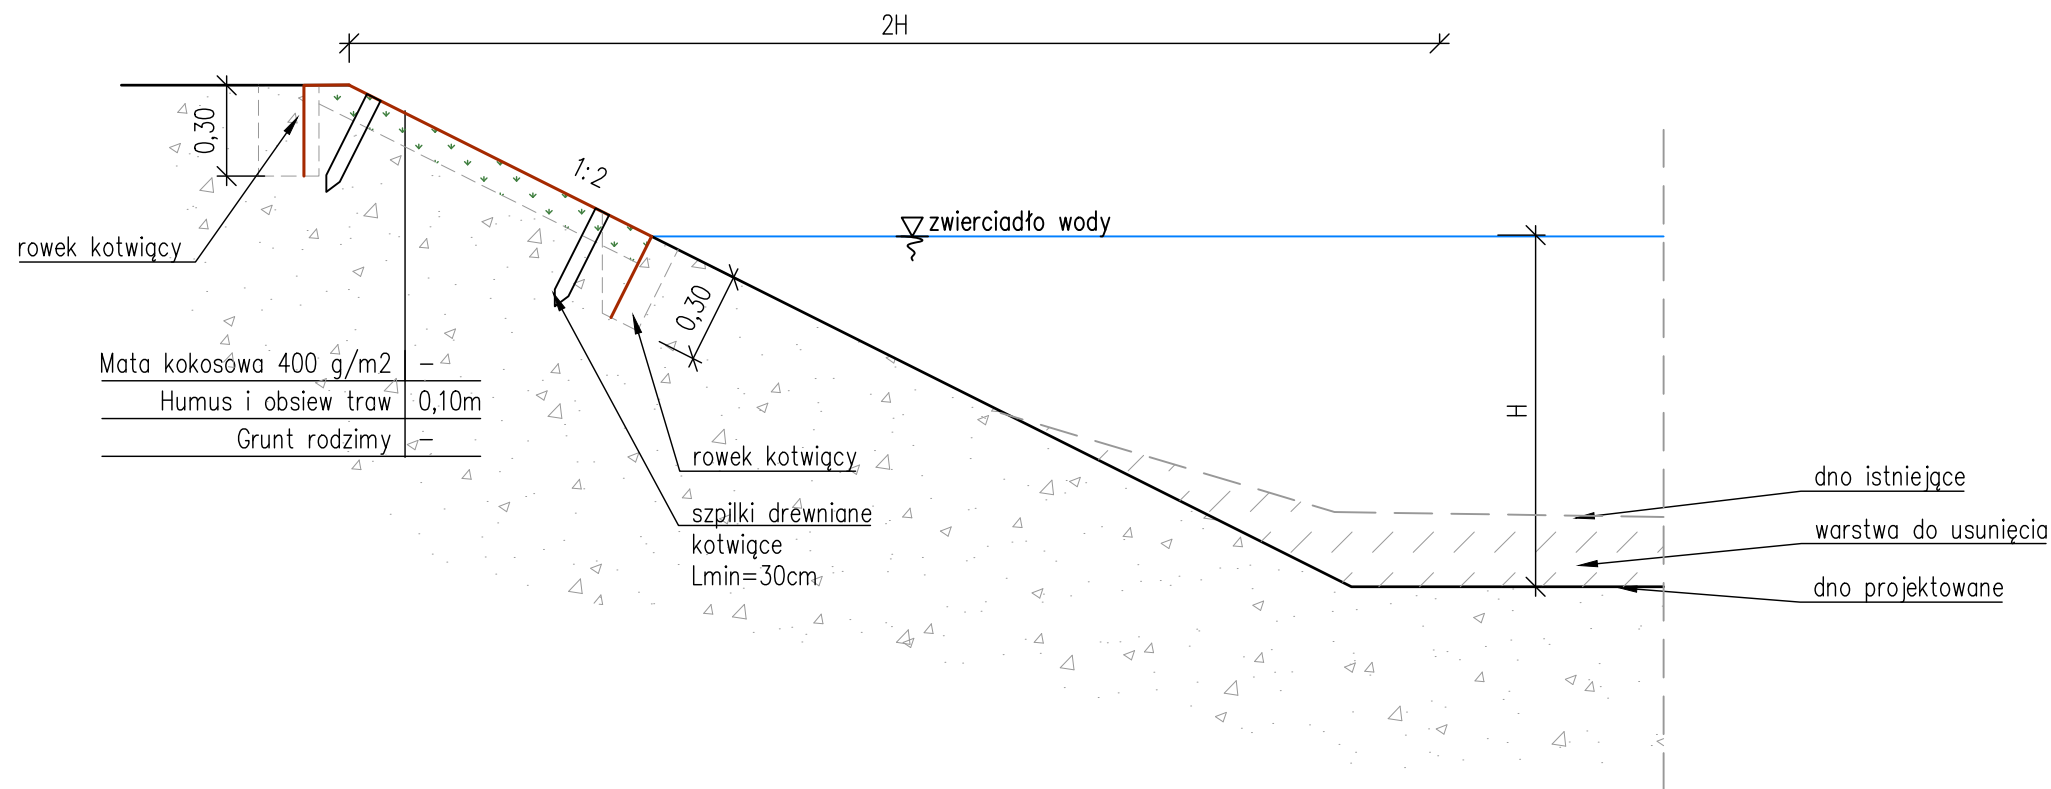 2H
0,30
1:2
zwierciadło wody
rowek kotwiący
0,30
Mata kokosowa 400 g/m2 –
Humus i obsiew traw 0,10m
Grunt rodzimy –
H
rowek kotwiący
szpilki drewniane
kotwiące
Lmin=30cm
dno istniejące
warstwa do usunięcia
dno projektowane